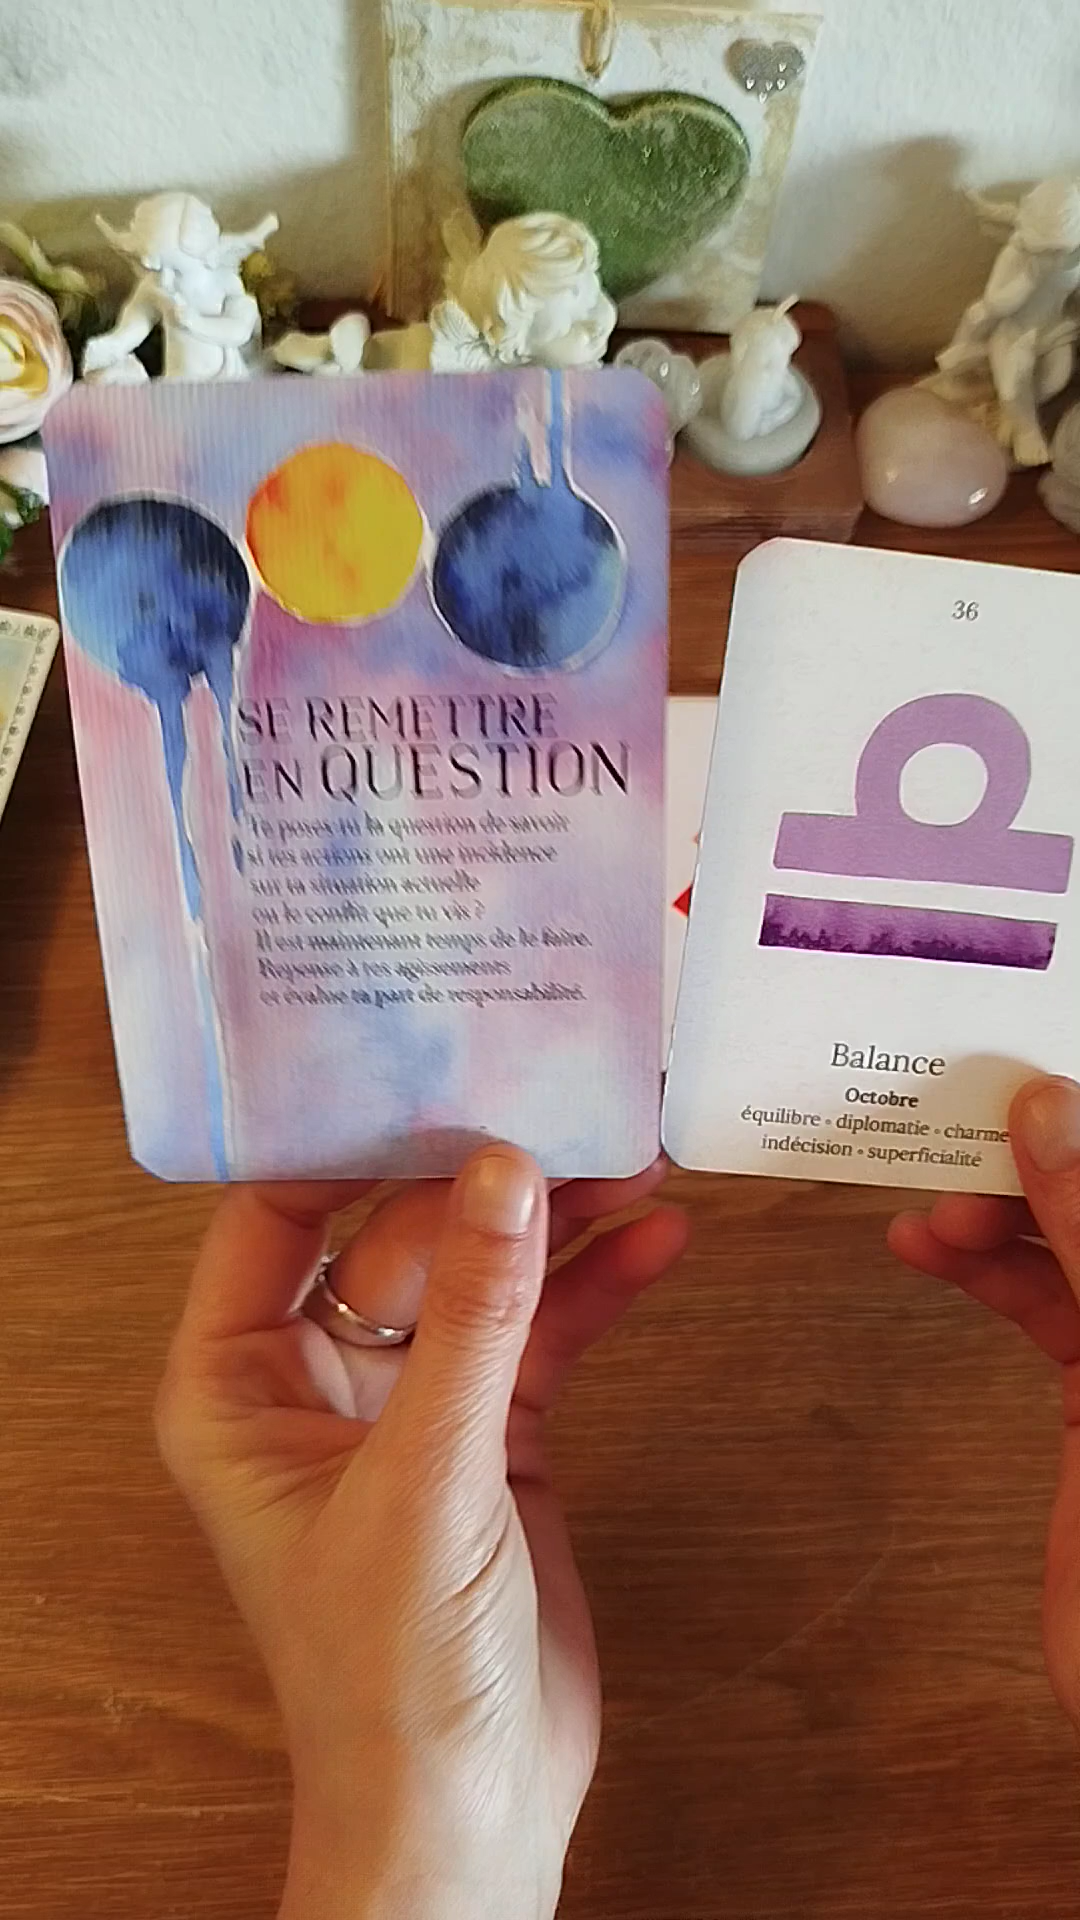 SE REMETTRE
EN QUESTION
Te poses-tu la question de savoir
si tes actions ont une incidence
sur ta situation actuelle
ou le conflit que tu vis ?
Il est maintenant temps de le faire.
Repense à tes agissements
et évalue ta part de responsabilité.
36
Balance
Octobre
équilibre • diplomatie • charme
indécision • superficialité